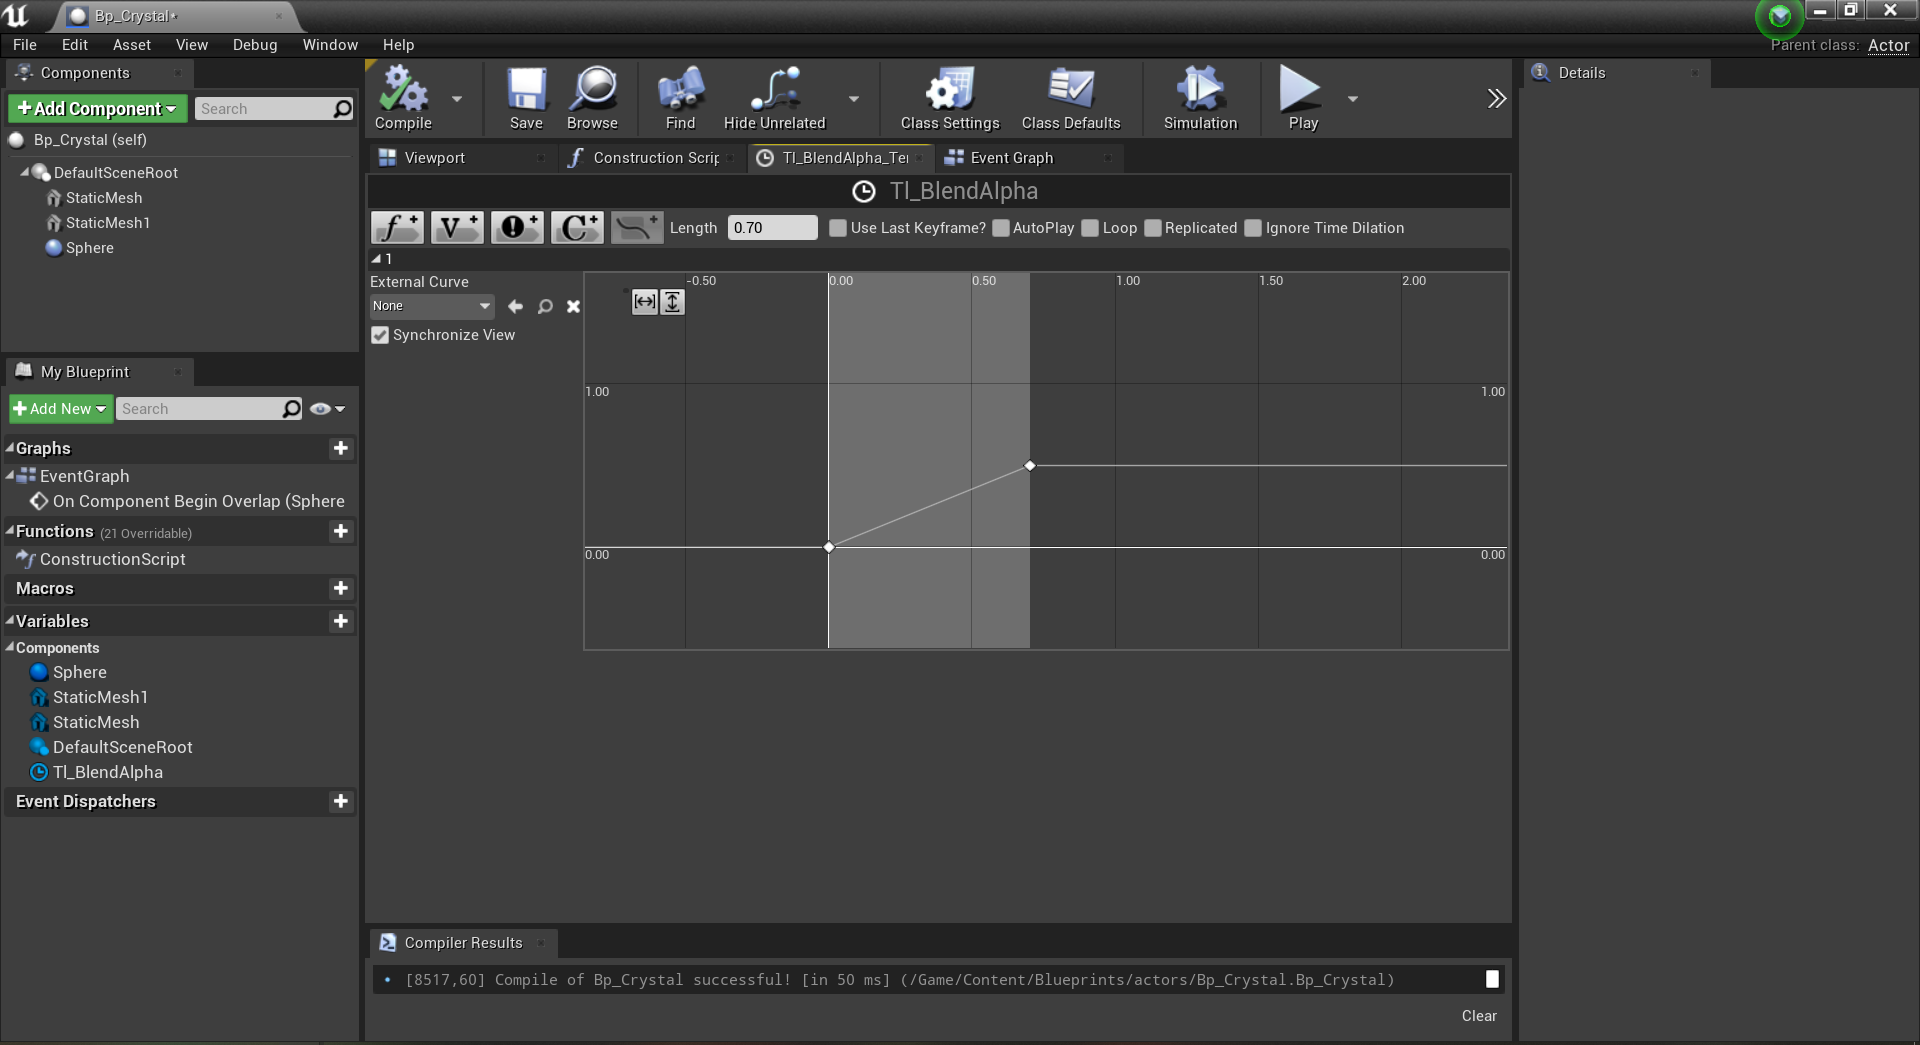 Bp_Crystal*
File Edit Asset View Debug Window Help
Parent class: Actor
Components
+Add Component
Search
Bp_Crystal (self)
DefaultSceneRoot
StaticMesh
StaticMesh1
Sphere
My Blueprint
+Add New
Search
Graphs
EventGraph
On Component Begin Overlap (Sphere
Functions (21 Overridable)
ConstructionScript
Macros
Variables
Components
Sphere
StaticMesh1
StaticMesh
DefaultSceneRoot
Tl_BlendAlpha
Event Dispatchers
Compile
Save
Browse
Find
Hide Unrelated
Class Settings
Class Defaults
Simulation
Play
Viewport
Construction Scrip
Tl_BlendAlpha_Te
Event Graph
Tl_BlendAlpha
f+ V+ !+ C+ + Length 0.70 Use Last Keyframe? AutoPlay Loop Replicated Ignore Time Dilation
1
External Curve
None
Synchronize View
-0.50 0.00 0.50 1.00 1.50 2.00
1.00 1.00
0.00 0.00
Compiler Results
[8517,60] Compile of Bp_Crystal successful! [in 50 ms] (/Game/Content/Blueprints/actors/Bp_Crystal.Bp_Crystal)
Clear
Details